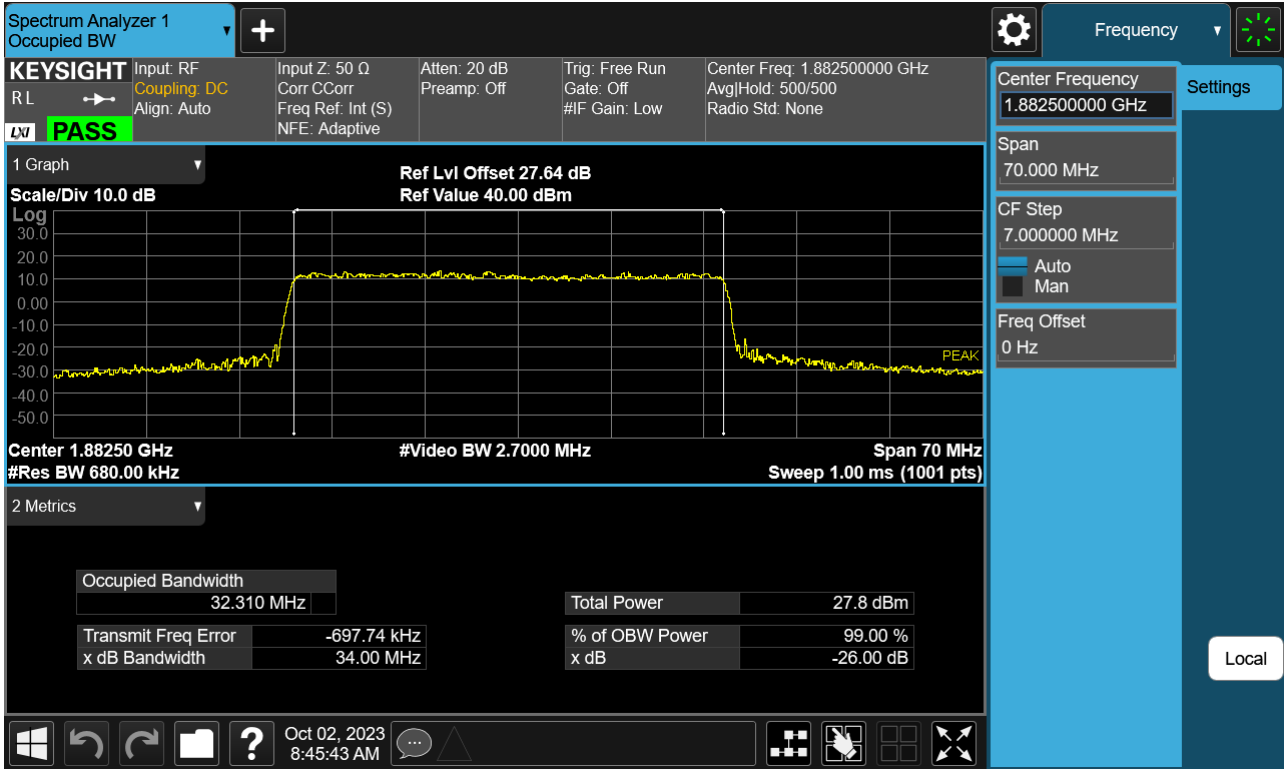 Spectrum Analyzer 1
Occupied BW
Frequency
KEYSIGHT
R L
LXI
PASS
Input: RF
Coupling: DC
Align: Auto
Input Z: 50 Ω
Corr CCorr
Freq Ref: Int (S)
NFE: Adaptive
Atten: 20 dB
Preamp: Off
Trig: Free Run
Gate: Off
#IF Gain: Low
Center Freq: 1.882500000 GHz
Avg|Hold: 500/500
Radio Std: None
1 Graph
Scale/Div 10.0 dB
Ref Lvl Offset 27.64 dB
Ref Value 40.00 dBm
Log
30.0
20.0
10.0
0.00
-10.0
-20.0
-30.0
-40.0
-50.0
PEAK
Center 1.88250 GHz
#Video BW 2.7000 MHz
Span 70 MHz
#Res BW 680.00 kHz
Sweep 1.00 ms (1001 pts)
2 Metrics
Occupied Bandwidth
32.310 MHz
Total Power 27.8 dBm
Transmit Freq Error -697.74 kHz
% of OBW Power 99.00 %
x dB Bandwidth 34.00 MHz
x dB -26.00 dB
Center Frequency
1.882500000 GHz
Span
70.000 MHz
CF Step
7.000000 MHz
Auto
Man
Freq Offset
0 Hz
Settings
Local
?
Oct 02, 2023
8:45:43 AM